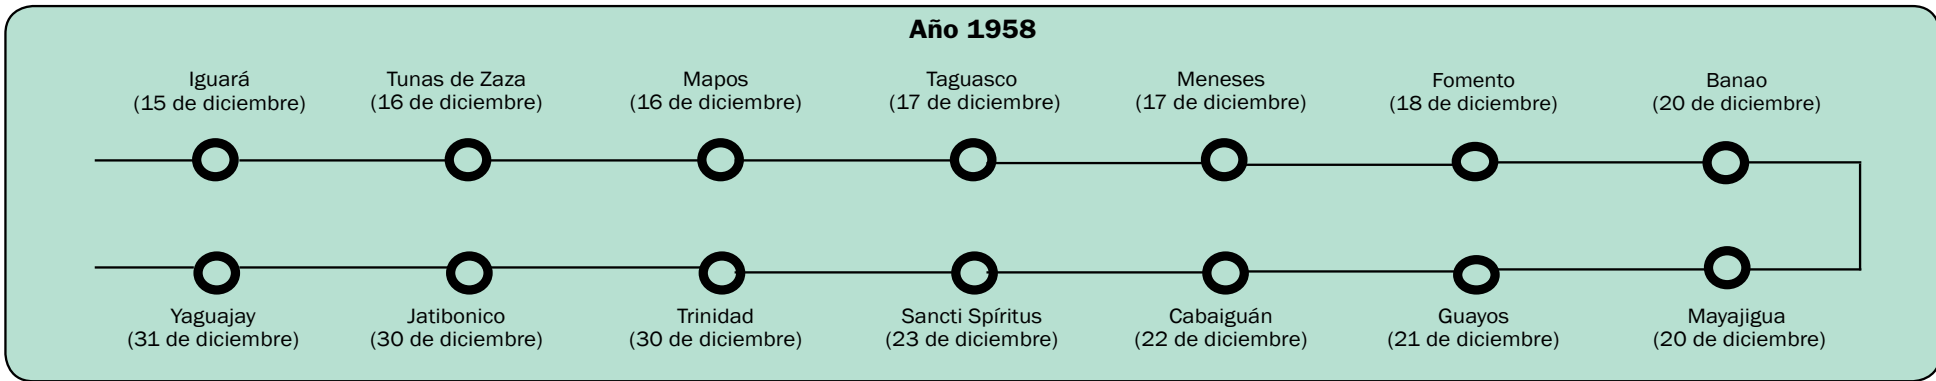 Año 1958
Iguará
(15 de diciembre)
Tunas de Zaza
(16 de diciembre)
Mapos
(16 de diciembre)
Taguasco
(17 de diciembre)
Meneses
(17 de diciembre)
Fomento
(18 de diciembre)
Banao
(20 de diciembre)
Yaguajay
(31 de diciembre)
Jatibonico
(30 de diciembre)
Trinidad
(30 de diciembre)
Sancti Spíritus
(23 de diciembre)
Cabaiguán
(22 de diciembre)
Guayos
(21 de diciembre)
Mayajigua
(20 de diciembre)